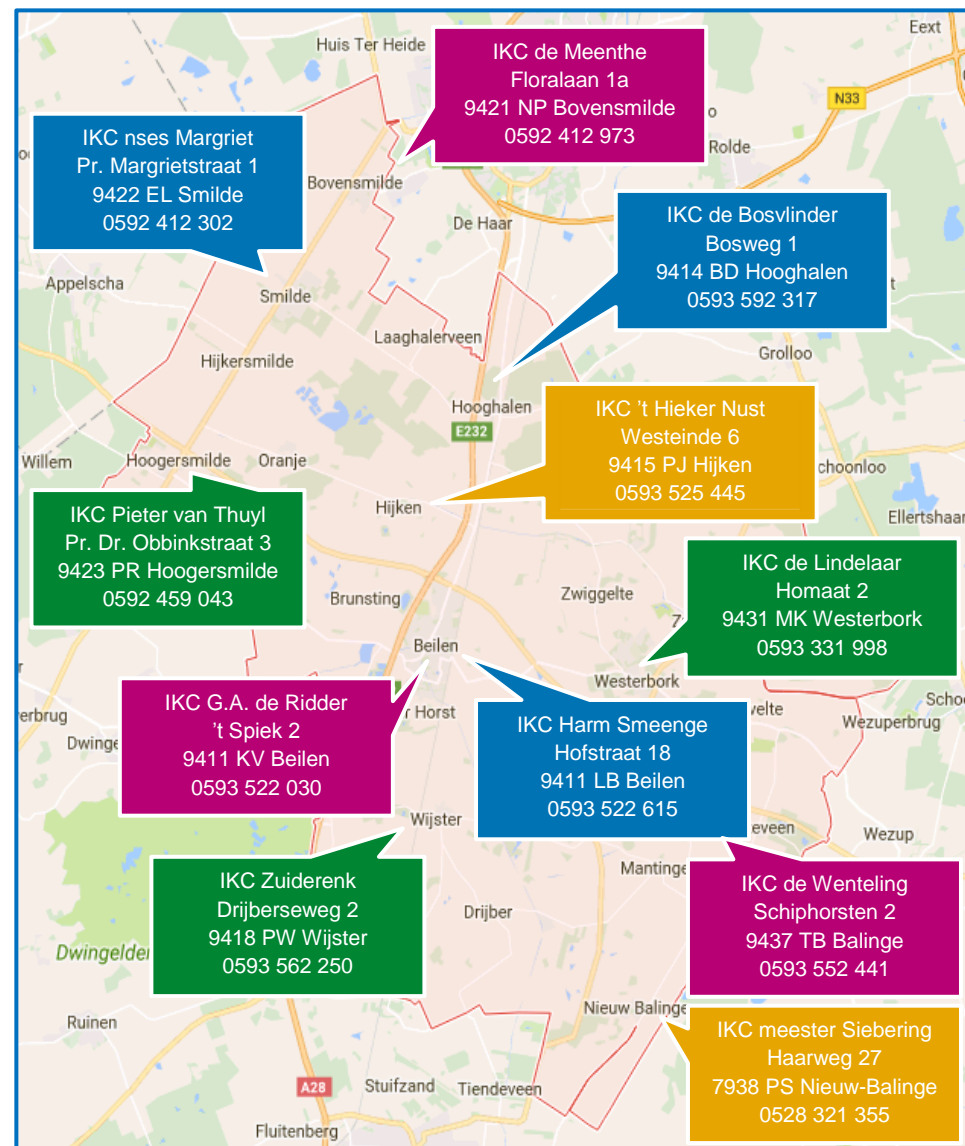 Eext
Huis Ter Heide
IKC de Meenthe
Floralaan 1a
9421 NP Bovensmilde
0592 412 973
N33
Rolde
IKC nses Margriet
Pr. Margrietstraat 1
9422 EL Smilde
0592 412 302
Bovensmilde
De Haar
IKC de Bosvlinder
Bosweg 1
9414 BD Hooghalen
0593 592 317
Appelscha
Smilde
Laaghalerveen
Hijkersmilde
Grolloo
Hooghalen
E232
IKC 't Hieker Nust
Westeinde 6
9415 PJ Hijken
0593 525 445
Willem
Hoogersmilde
Oranje
choonloo
Hijken
Ellertshaar
IKC Pieter van Thuyl
Pr. Dr. Obbinkstraat 3
9423 PR Hoogersmilde
0592 459 043
IKC de Lindelaar
Homaat 2
9431 MK Westerbork
0593 331 998
Brunsting
Zwiggelte
Beilen
Westerbork
IKC G.A. de Ridder
't Spiek 2
9411 KV Beilen
0593 522 030
r Horst
IKC Harm Smeenge
Hofstraat 18
9411 LB Beilen
0593 522 615
welte
Schoo
Wezuperbrug
erbrug
Dwinge
Wijster
eveen
Wezup
IKC Zuiderenk
Drijberseweg 2
9418 PW Wijster
0593 562 250
Mantinge
IKC de Wenteling
Schiphorsten 2
9437 TB Balinge
0593 552 441
Drijber
Dwingelder
Nieuw Balinge
Ruinen
IKC meester Siebering
Haarweg 27
7938 PS Nieuw-Balinge
0528 321 355
A28
Stuifzand
Tiendeveen
Fluitenberg